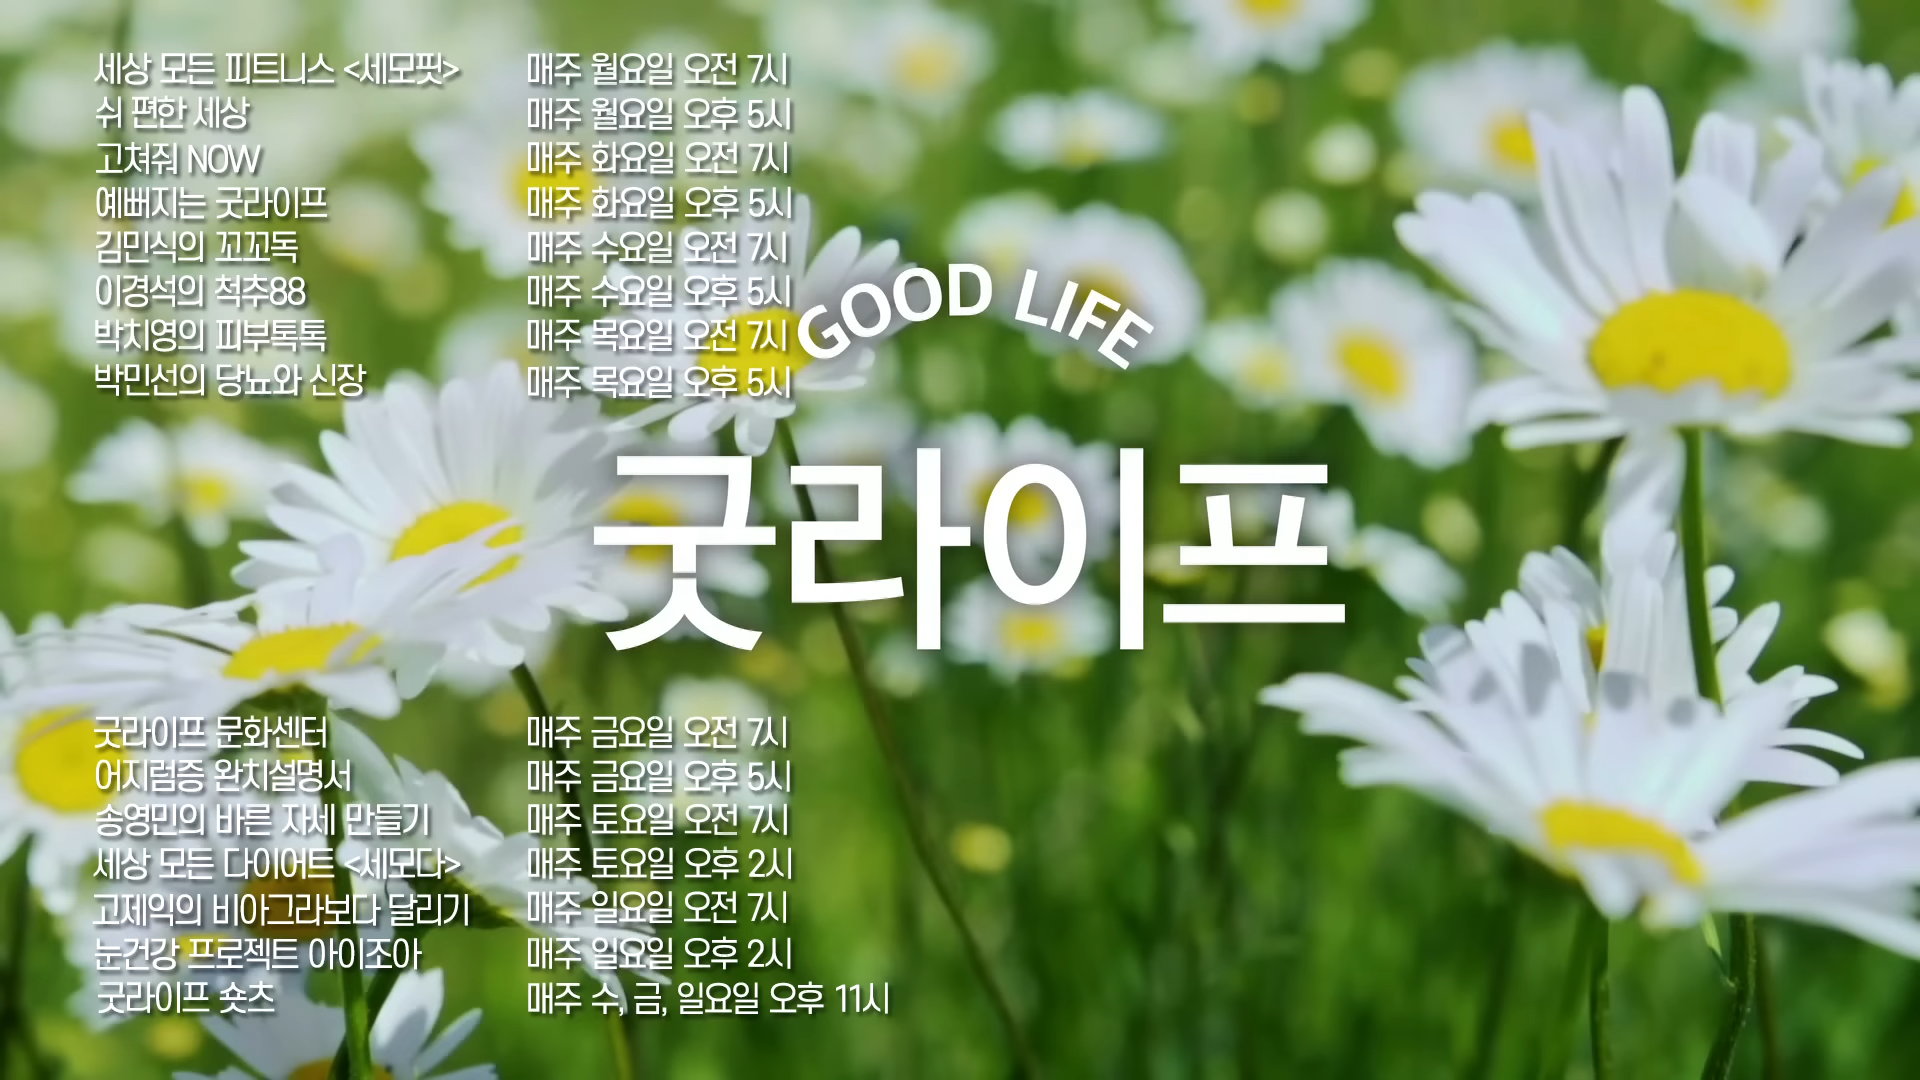 세상 모든 피트니스 <세모핏> 매주 월요일 오전 7시
쉬 편한 세상 매주 월요일 오후 5시
고쳐줘 NOW 매주 화요일 오전 7시
예뻐지는 굿라이프 매주 화요일 오후 5시
김민식의 꼬꼬독 매주 수요일 오전 7시
이경석의 척추88 매주 수요일 오후 5시
박치영의 피부톡톡 매주 목요일 오전 7시
박민선의 당뇨와 신장 매주 목요일 오후 5시
GOOD LIFE
굿라이프
굿라이프 문화센터 매주 금요일 오전 7시
어지럼증 완치설명서 매주 금요일 오후 5시
송영민의 바른 자세 만들기 매주 토요일 오전 7시
세상 모든 다이어트 <세모다> 매주 토요일 오후 2시
고제익의 비아그라보다 달리기 매주 일요일 오전 7시
눈건강 프로젝트 아이조아 매주 일요일 오후 2시
굿라이프 숏츠 매주 수, 금, 일요일 오후 11시